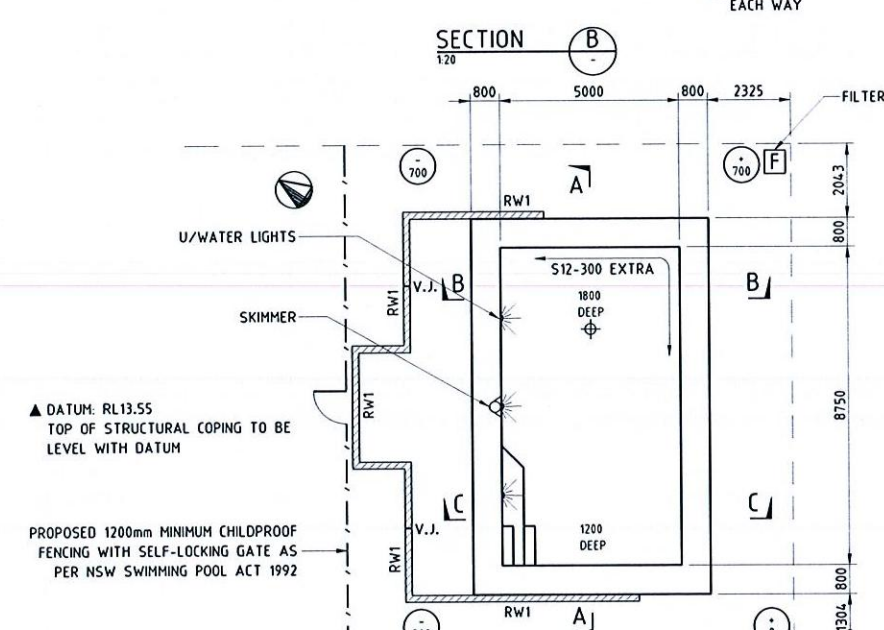 EACH WAY
SECTION B
1:20
-
800 5000 800 2325
FILTER
-
700
+
700
F
A
2043
RW1
800
U/WATER LIGHTS
S12-300 EXTRA
V.J.
B
B
1800
DEEP
RW1
SKIMMER
8750
RW1
▲ DATUM: RL13.55
TOP OF STRUCTURAL COPING TO BE
LEVEL WITH DATUM
C
C
PROPOSED 1200mm MINIMUM CHILDPROOF
FENCING WITH SELF-LOCKING GATE AS
PER NSW SWIMMING POOL ACT 1992
V.J.
1200
DEEP
RW1
800
RW1
A
1304
-
+